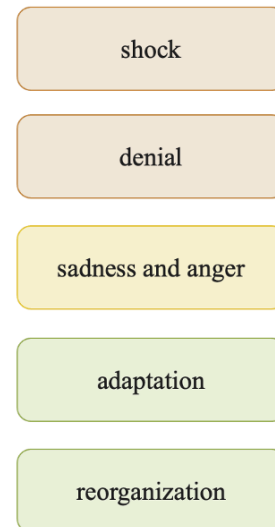 shock
denial
sadness and anger
adaptation
reorganization